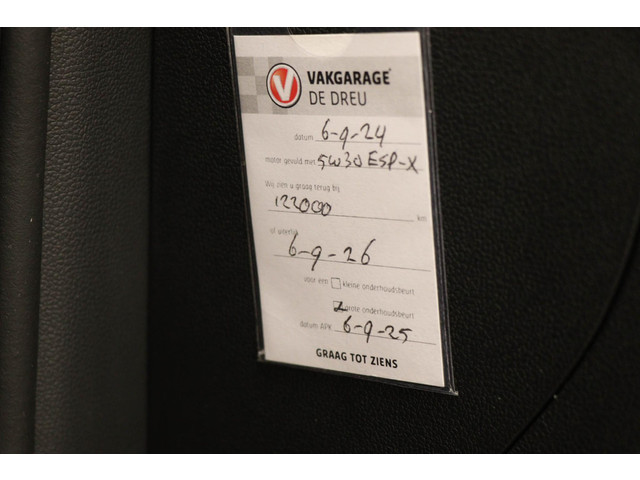 V VAKGARAGE
DE DREU
datum 6-9-24
motor gevuld met 5W30 ESP-X
Wij zien u graag terug bij
122000 km
of uiterlijk
6-9-26
voor een kleine onderhoudsbeurt
grote onderhoudsbeurt
datum APK 6-9-25
GRAAG TOT ZIENS